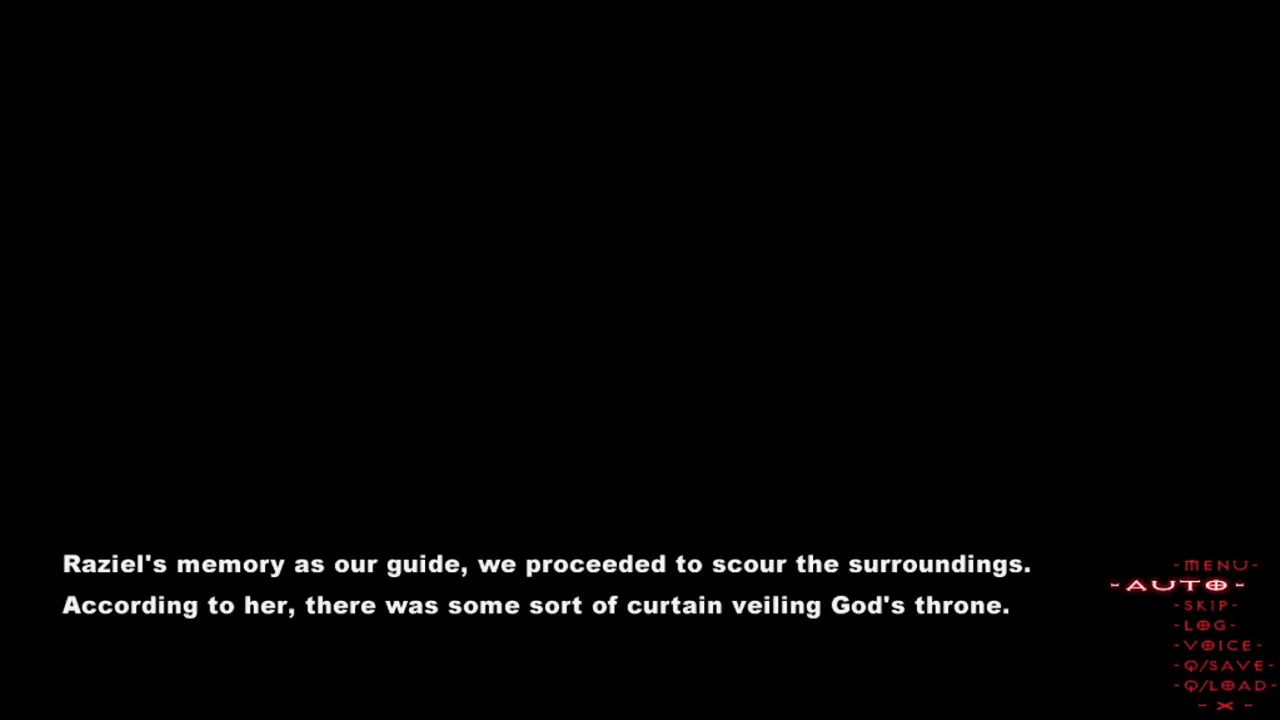 Raziel's memory as our guide, we proceeded to scour the surroundings.
According to her, there was some sort of curtain veiling God's throne.
-MENU-
-AUTO-
-SKIP-
-LOG-
-VOICE-
-Q/SAVE-
-Q/LOAD-
-X-